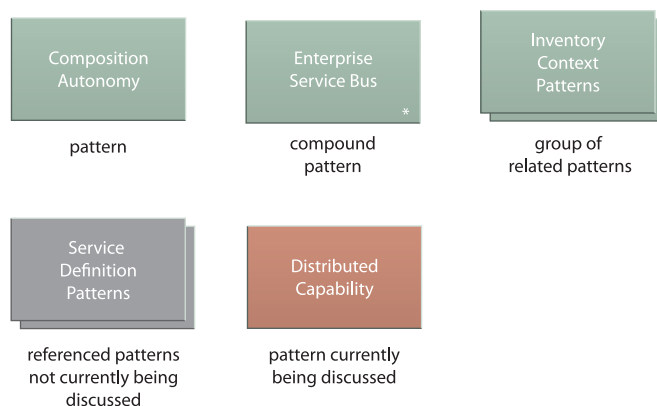 Composition
Autonomy
pattern
Enterprise
Service Bus
*
compound
pattern
Inventory
Context
Patterns
group of
related patterns
Service
Definition
Patterns
referenced patterns
not currently being
discussed
Distributed
Capability
pattern currently
being discussed